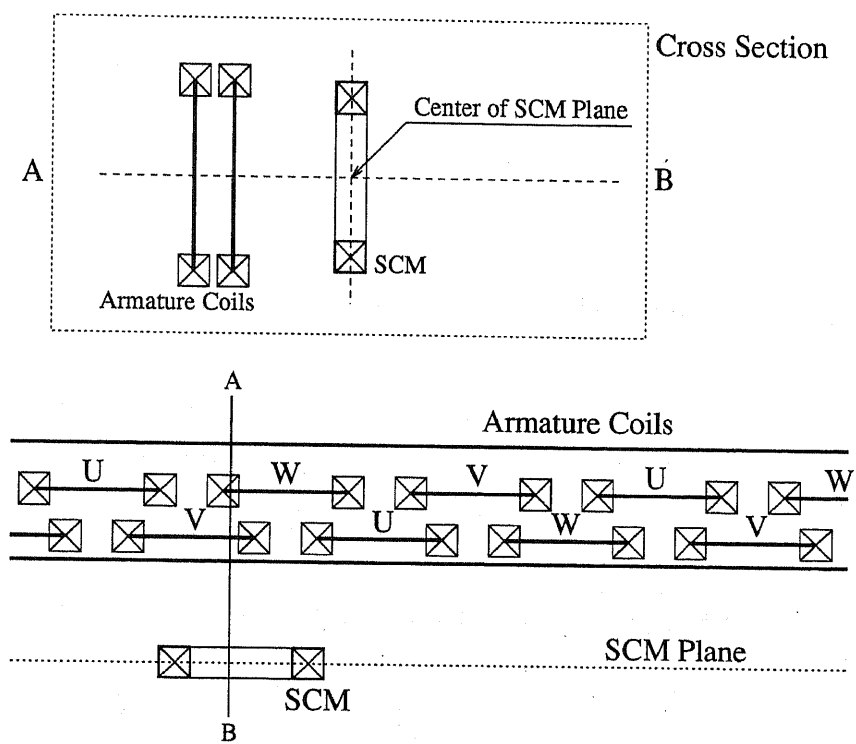 Cross Section
Center of SCM Plane
A
B
SCM
Armature Coils
A
Armature Coils
U
W
V
U
W
V
U
W
V
SCM Plane
SCM
B